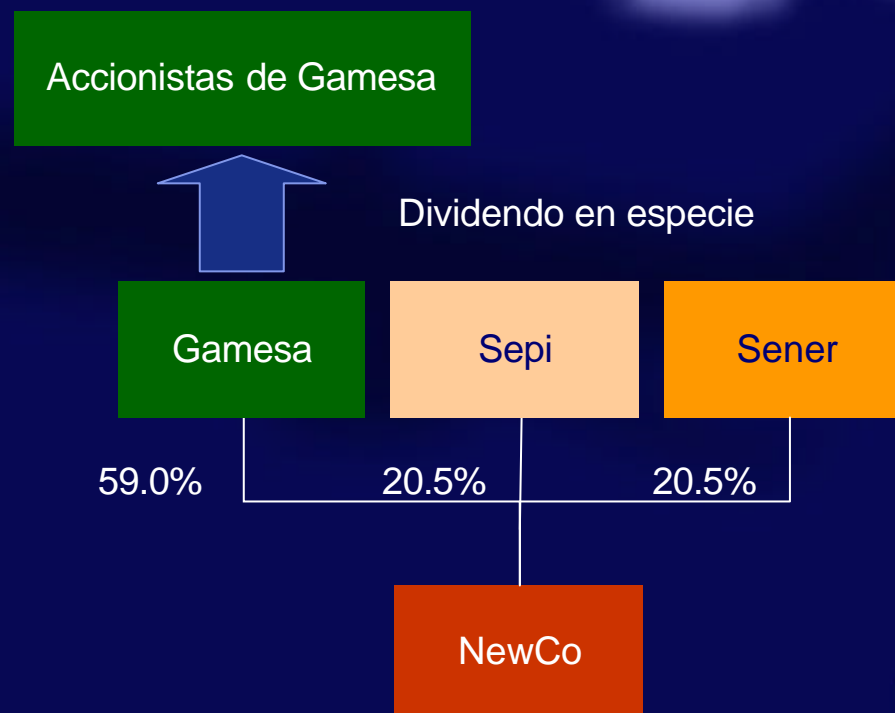 Accionistas de Gamesa
Dividendo en especie
Gamesa
Sepi
Sener
59.0%
20.5%
20.5%
NewCo